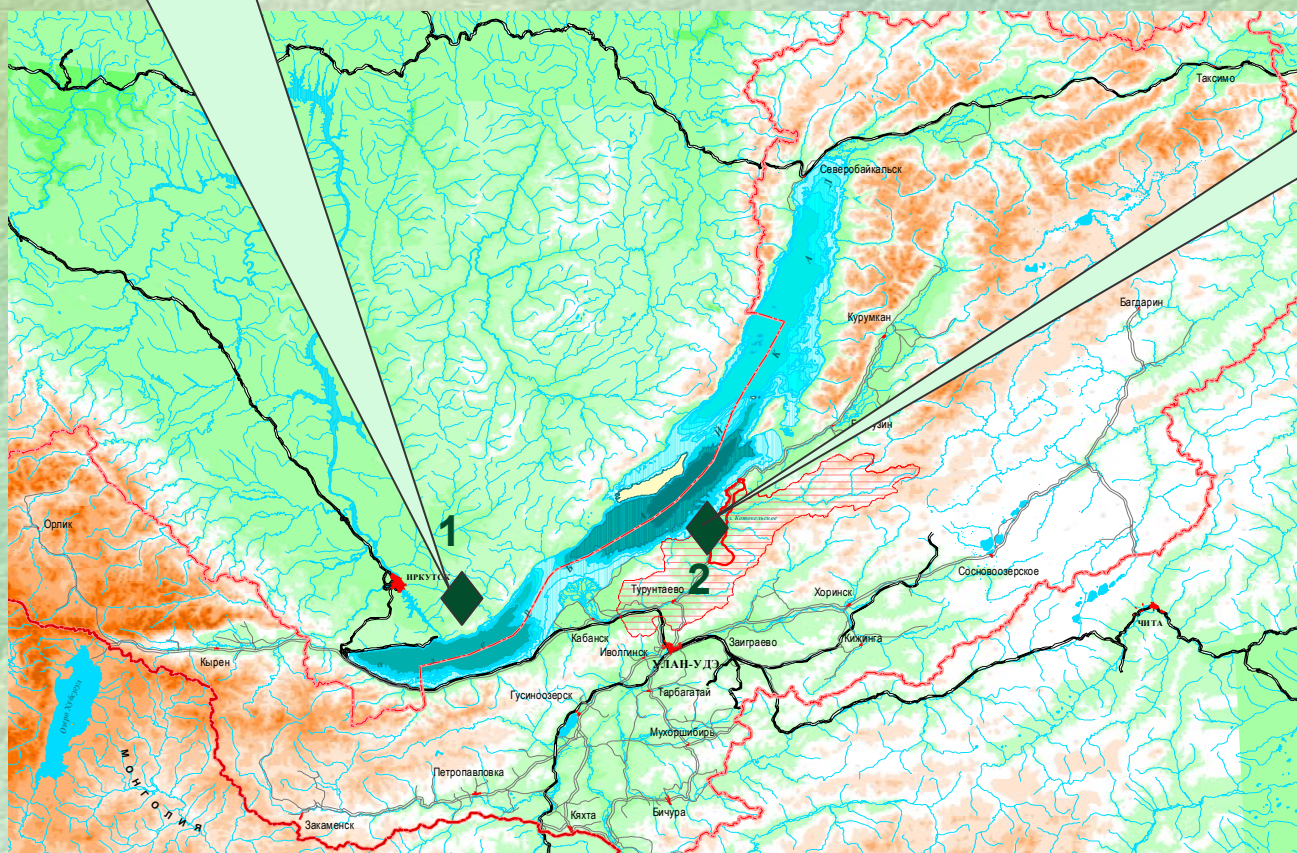 Таксимо
Северобайкальск
Багдарин
Курумкан
Орлик
1
ИРКУТСК
2
Турунтаево
Сосновоозерское
Хоринск
ЧИТА
Кабанск
Заиграево
Кижинга
Иволгинск
УЛАН-УДЭ
Кырен
Гусиноозерск
Тарбагатай
Мухоршибирь
МОНГОЛИЯ
Петропавловка
Закаменск
Кяхта
Бичура